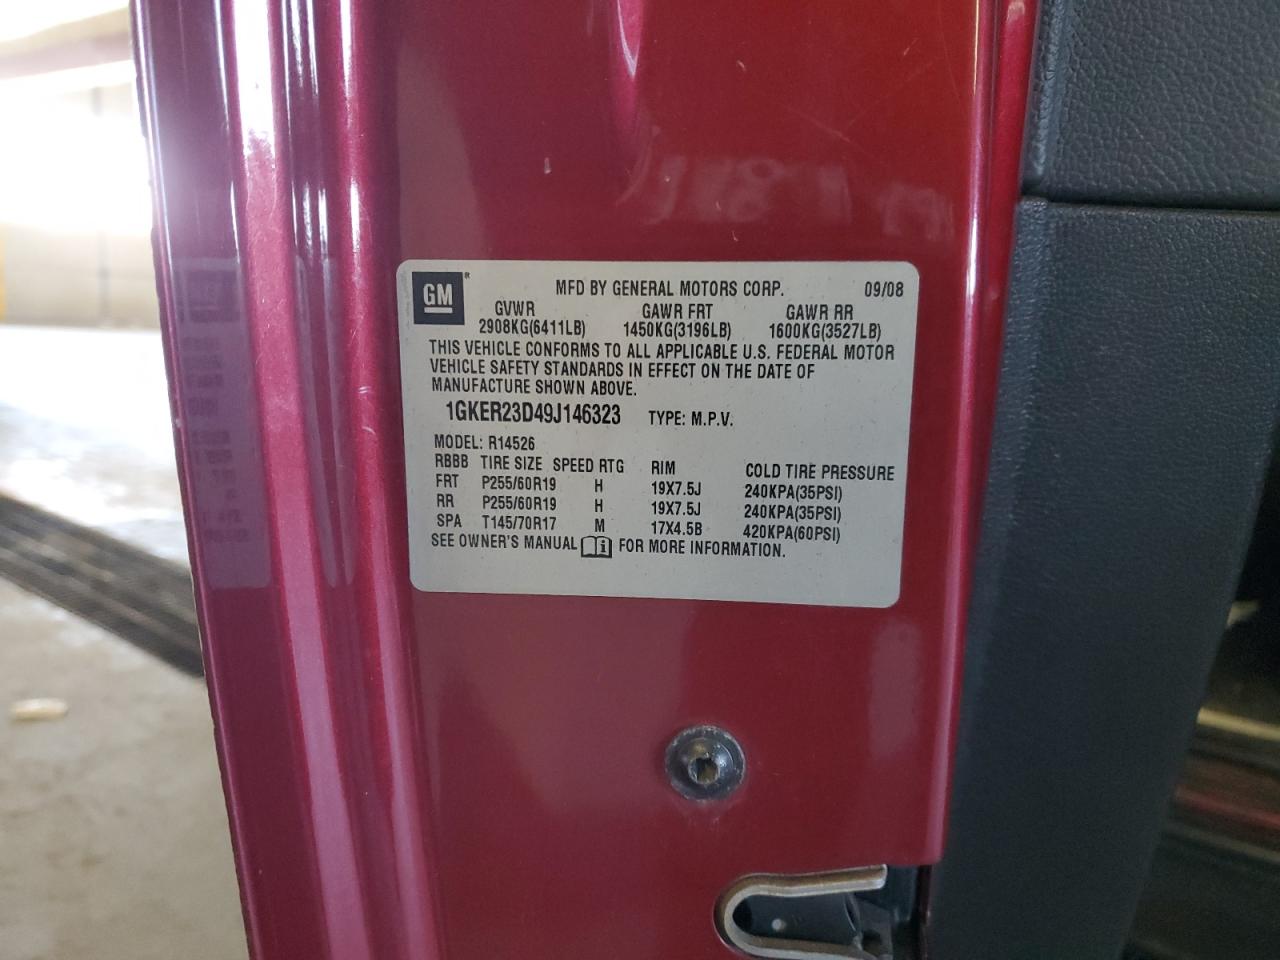 GM ® MFD BY GENERAL MOTORS CORP. 09/08
GVWR GAWR FRT GAWR RR
2908KG(6411LB) 1450KG(3196LB) 1600KG(3527LB)
THIS VEHICLE CONFORMS TO ALL APPLICABLE U.S. FEDERAL MOTOR
VEHICLE SAFETY STANDARDS IN EFFECT ON THE DATE OF
MANUFACTURE SHOWN ABOVE.
1GKER23D49J146323 TYPE: M.P.V.
MODEL: R14526
RBBB TIRE SIZE SPEED RTG RIM COLD TIRE PRESSURE
FRT P255/60R19 H 19X7.5J 240KPA(35PSI)
RR P255/60R19 H 19X7.5J 240KPA(35PSI)
SPA T145/70R17 M 17X4.5B 420KPA(60PSI)
SEE OWNER'S MANUAL i FOR MORE INFORMATION.